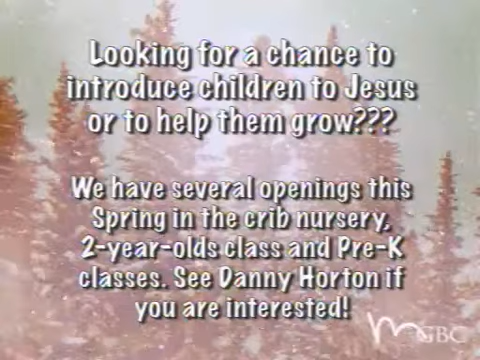 Looking for a chance to
introduce children to Jesus
or to help them grow???
We have several openings this
Spring in the crib nursery,
2-year-olds class and Pre-K
classes. See Danny Horton if
you are interested!
GBC